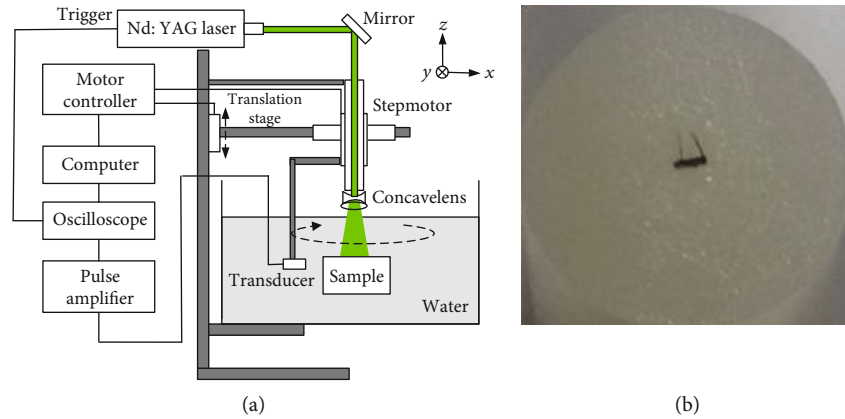 Trigger
Nd: YAG laser
Mirror
z
y
x
Motor
controller
Translation
stage
Stepmotor
Computer
Concavelens
Oscilloscope
Transducer
Sample
Pulse
amplifier
Water
(a)
(b)